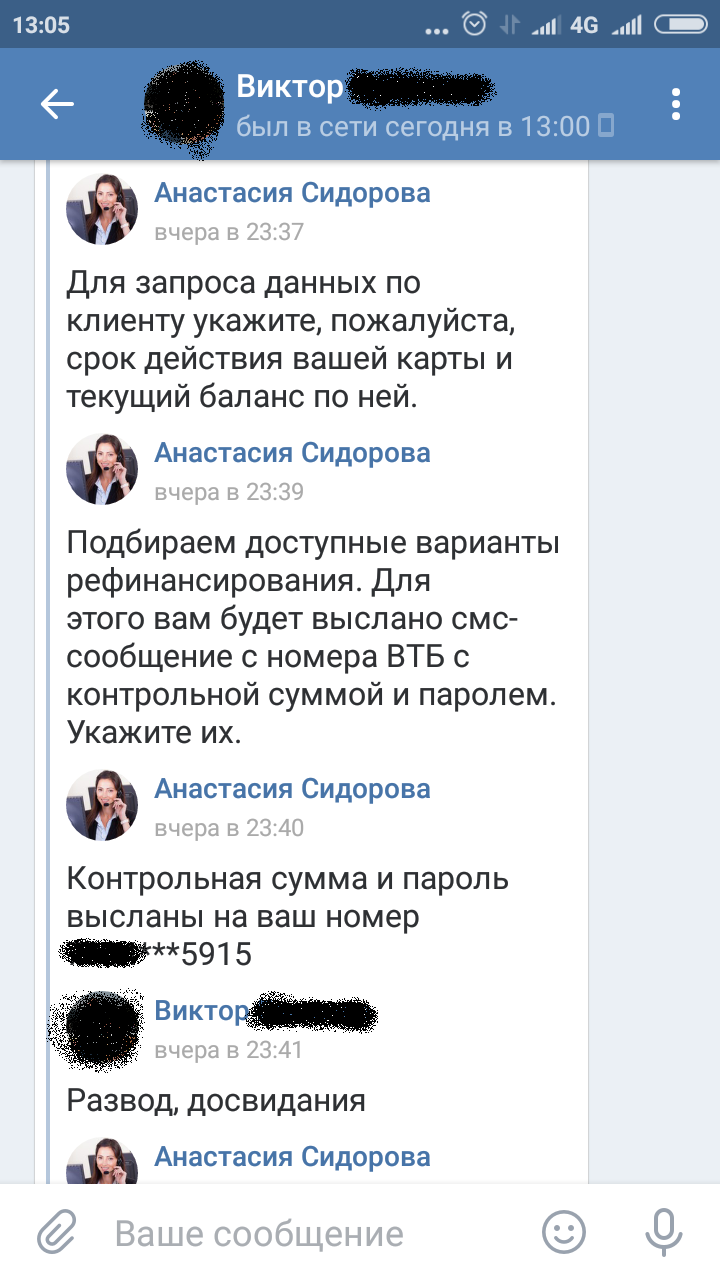 13:05
4G
Виктор
был в сети сегодня в 13:00
Анастасия Сидорова
вчера в 23:37
Для запроса данных по
клиенту укажите, пожалуйста,
срок действия вашей карты и
текущий баланс по ней.
Анастасия Сидорова
вчера в 23:39
Подбираем доступные варианты
рефинансирования. Для
этого вам будет выслано смс-
сообщение с номера ВТБ с
контрольной суммой и паролем.
Укажите их.
Анастасия Сидорова
вчера в 23:40
Контрольная сумма и пароль
высланы на ваш номер
***5915
Виктор
вчера в 23:41
Развод, досвидания
Анастасия Сидорова
Ваше сообщение